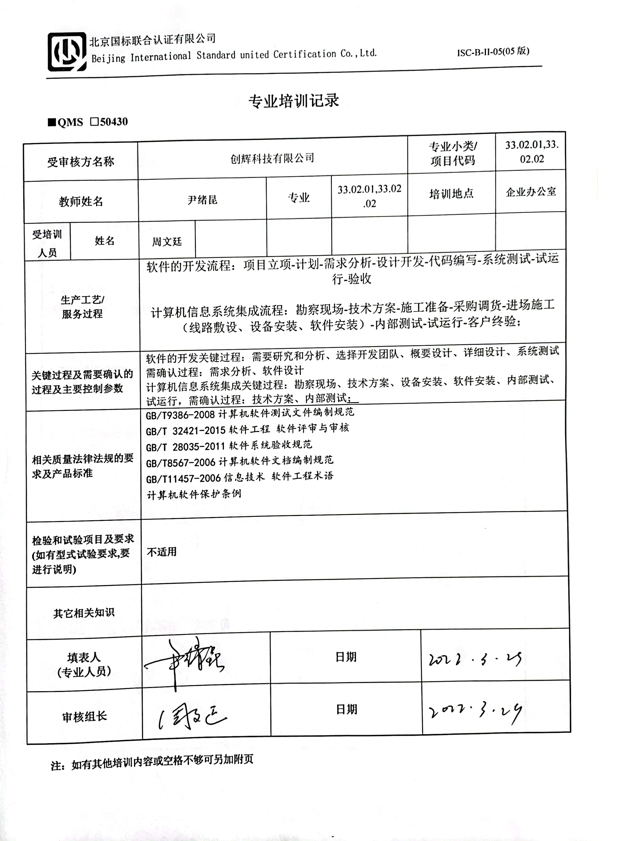 北京国标联合认证有限公司
Beijing International Standard united Certification Co.,Ltd.
ISC-B-II-05(05 版)
专业培训记录
■QMS □50430
受审核方名称
创辉科技有限公司
专业小类/
项目代码
33.02.01,33.
02.02
教师姓名
尹绪昆
专业
33.02.01,33.02
.02
培训地点
企业办公室
受培训
人员
姓名
周文廷
生产工艺/
服务过程
软件的开发流程：项目立项-计划-需求分析-设计开发-代码编写-系统测试-试运
行-验收
计算机信息系统集成流程：勘察现场-技术方案-施工准备-采购调货-进场施工
（线路敷设、设备安装、软件安装）-内部测试-试运行-客户终验；
关键过程及需要确认的
过程及主要控制参数
软件的开发关键过程：需要研究和分析、选择开发团队、概要设计、详细设计、系统测试
需确认过程：需求分析、软件设计
计算机信息系统集成关键过程：勘察现场、技术方案、设备安装、软件安装、内部测试、
试运行，需确认过程：技术方案、内部测试；
相关质量法律法规的要
求及产品标准
GB/T9386-2008 计算机软件测试文件编制规范
GB/T 32421-2015 软件工程 软件评审与审核
GB/T 28035-2011 软件系统验收规范
GB/T8567-2006 计算机软件文档编制规范
GB/T11457-2006 信息技术 软件工程术语
计算机软件保护条例
检验和试验项目及要求
(如有型式试验要求,要
进行说明)
不适用
其它相关知识
填表人
(专业人员)
日期
2022.3.29
审核组长
周文廷
日期
2022.3.29
注：如有其他培训内容或空格不够可另加附页